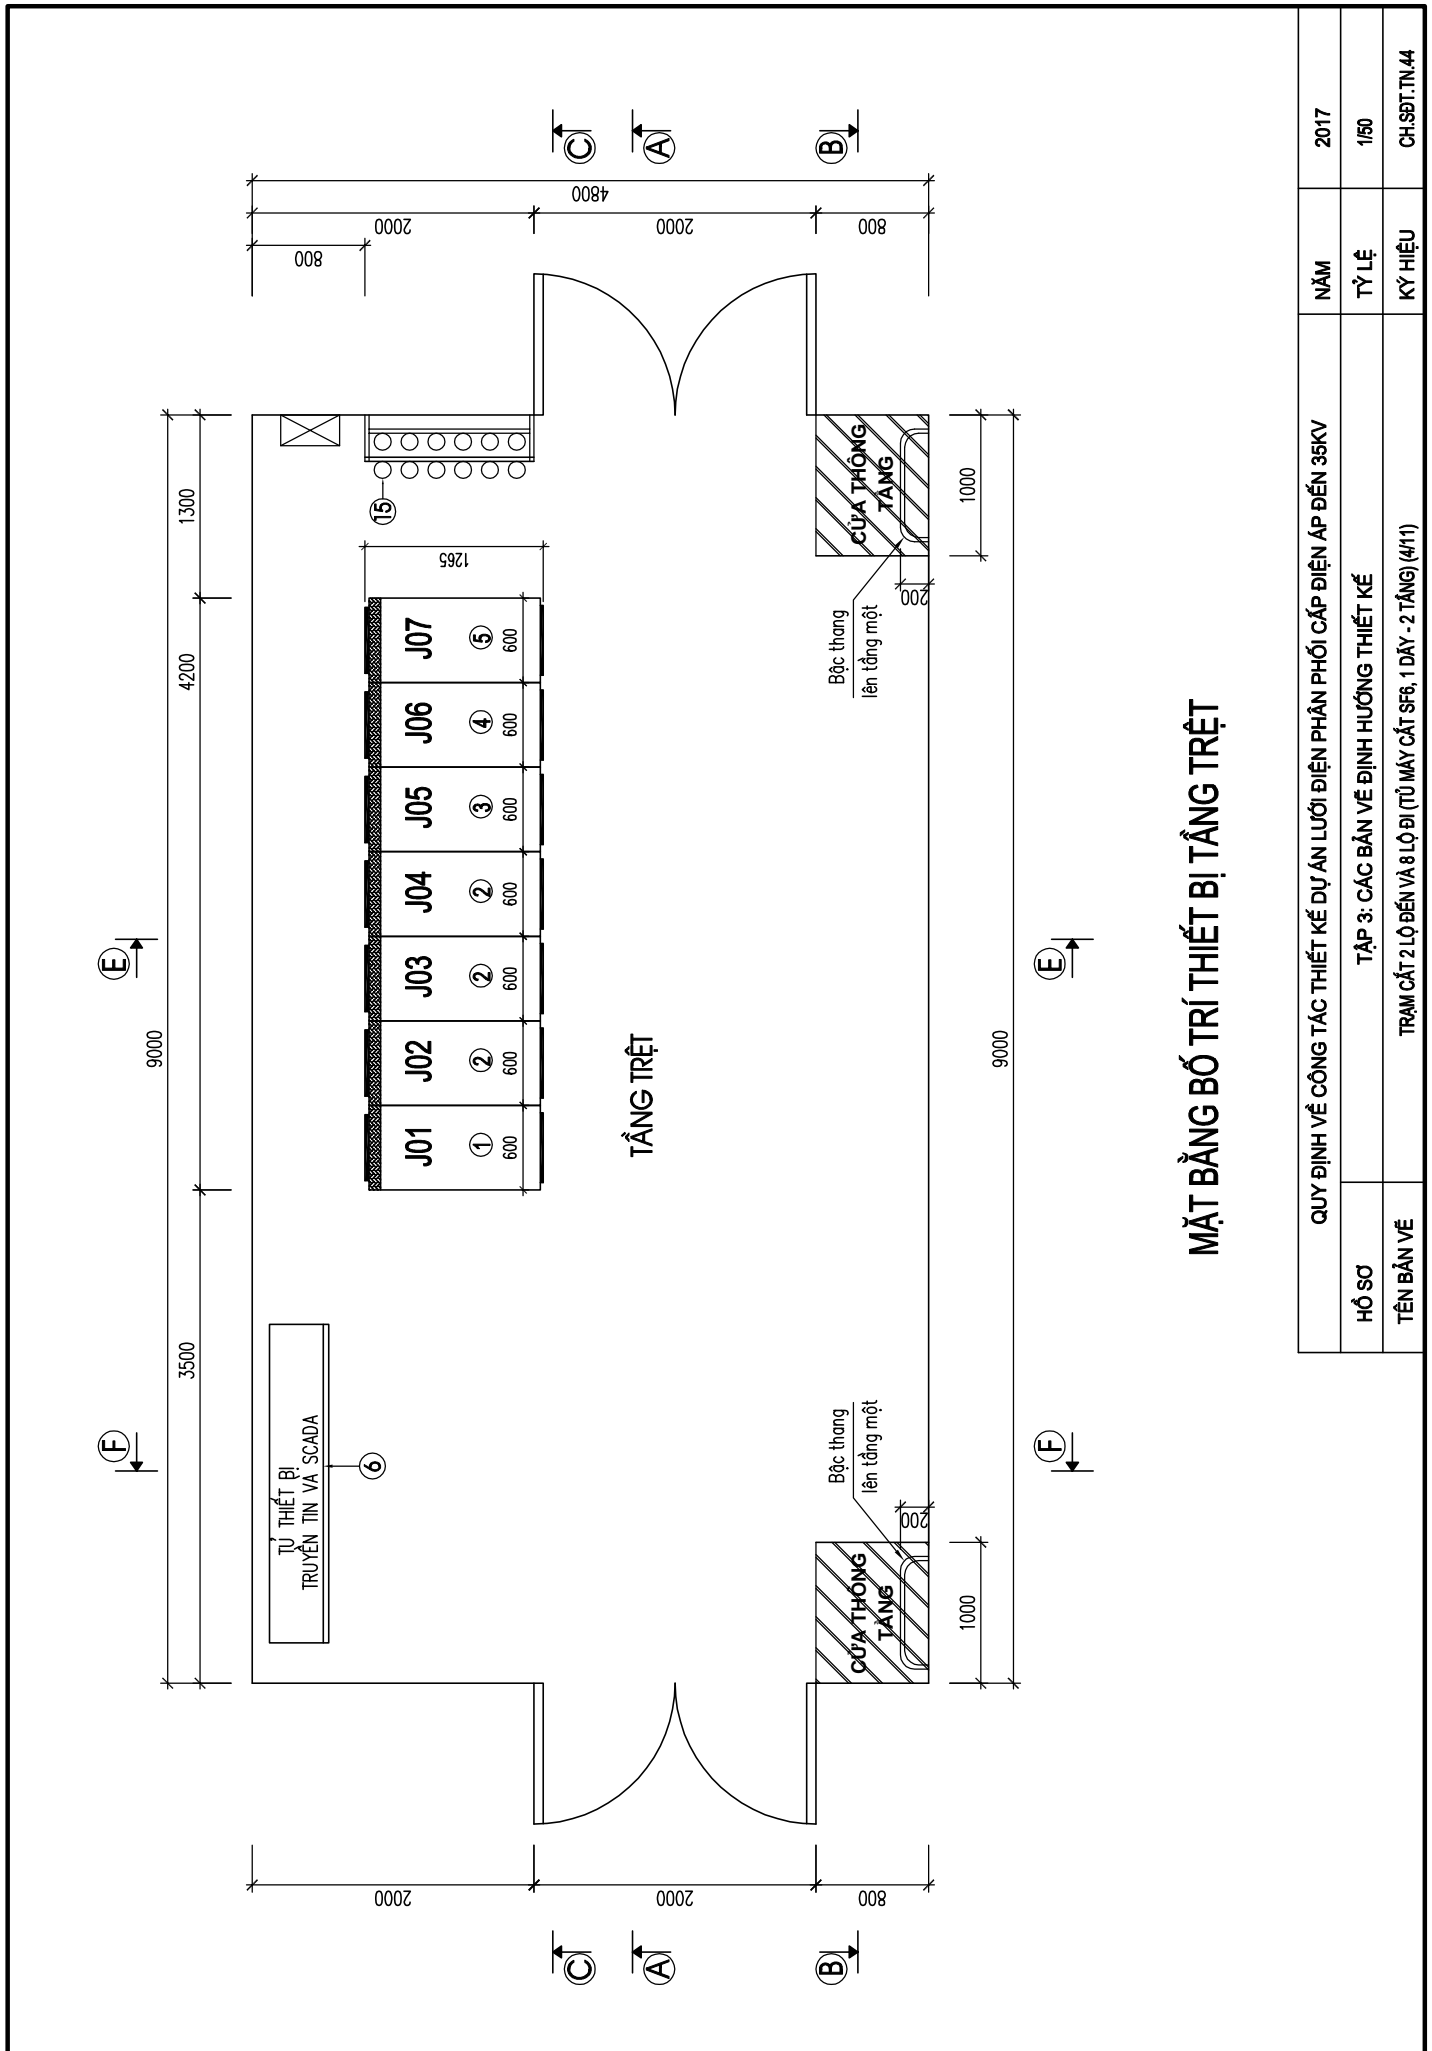 F
E
9000
3500
4200
1300
800
2000
2000
800
4800
2000
2000
800
TỦ THIẾT BỊ
TRUYỀN TIN VÀ SCADA
6
J01
J02
J03
J04
J05
J06
J07
1
2
2
2
3
4
5
600
600
600
600
600
600
600
1265
15
C
A
B
C
A
B
TẦNG TRỆT
CỬA THÔNG
TẦNG
Bậc thang
lên tầng một
200
1000
CỬA THÔNG
TẦNG
Bậc thang
lên tầng một
200
1000
9000
F
E
MẶT BẰNG BỐ TRÍ THIẾT BỊ TẦNG TRỆT
QUY ĐỊNH VỀ CÔNG TÁC THIẾT KẾ DỰ ÁN LƯỚI ĐIỆN PHÂN PHỐI CẤP ĐIỆN ÁP ĐẾN 35KV
NĂM
2017
HỒ SƠ
TẬP 3: CÁC BẢN VẼ ĐỊNH HƯỚNG THIẾT KẾ
TỶ LỆ
1/50
TÊN BẢN VẼ
TRẠM CẮT 2 LỘ ĐẾN VÀ 8 LỘ ĐI (TỦ MÁY CẮT SF6, 1 DÃY - 2 TẦNG) (4/11)
KÝ HIỆU
CH.SĐT.TN.44